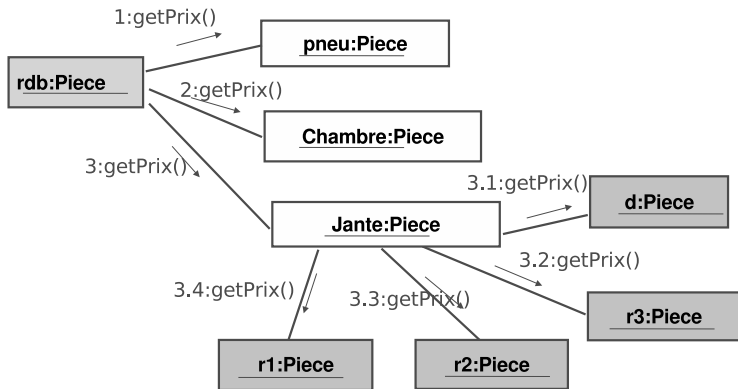 1:getPrix()
pneu:Piece
rdb:Piece
2:getPrix()
Chambre:Piece
3:getPrix()
3.1:getPrix()
d:Piece
Jante:Piece
3.2:getPrix()
3.4:getPrix()
3.3:getPrix()
r3:Piece
r1:Piece
r2:Piece